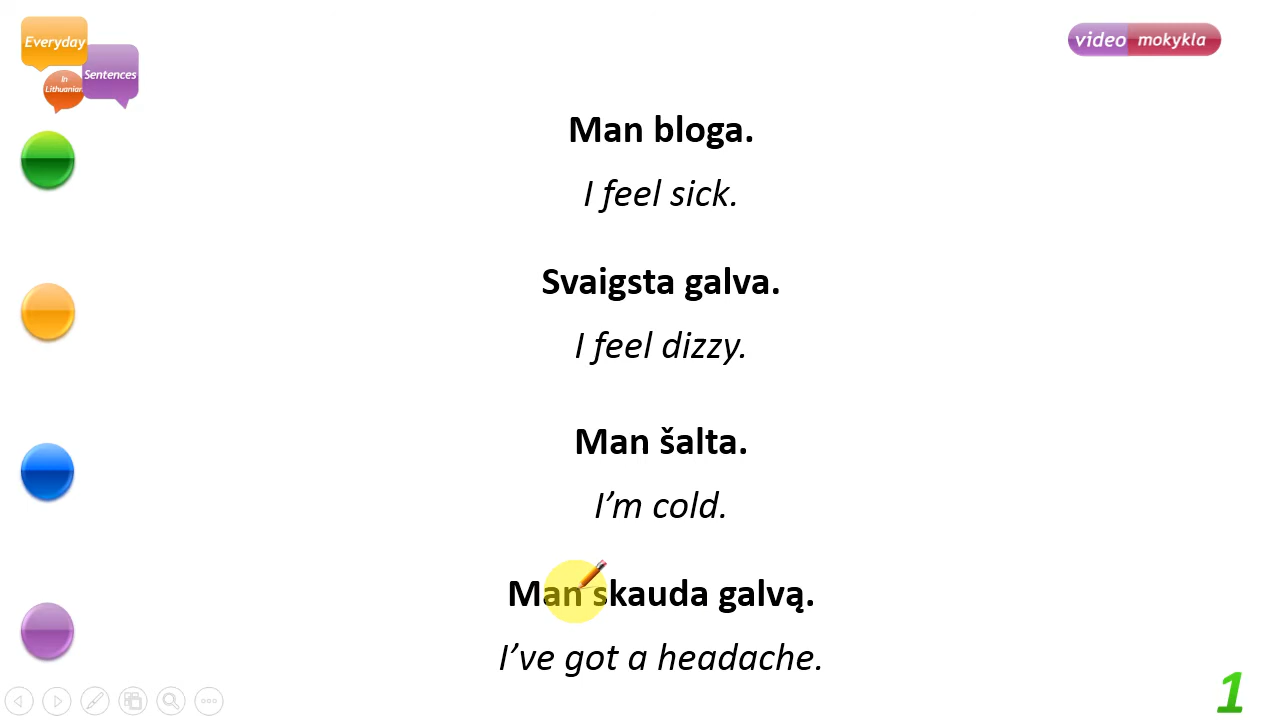 Everyday
In
Lithuanian
Sentences
video mokykla
Man bloga.
I feel sick.
Svaigsta galva.
I feel dizzy.
Man šalta.
I’m cold.
Man skauda galvą.
I’ve got a headache.
1